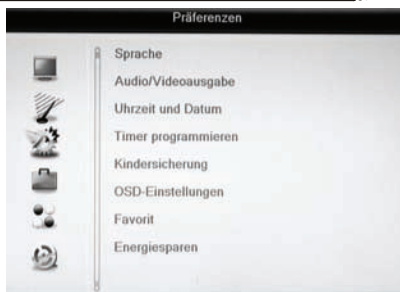 Präferenzen
Sprache
Audio/Videoausgabe
Uhrzeit und Datum
Timer programmieren
Kindersicherung
OSD-Einstellungen
Favorit
Energiesparen